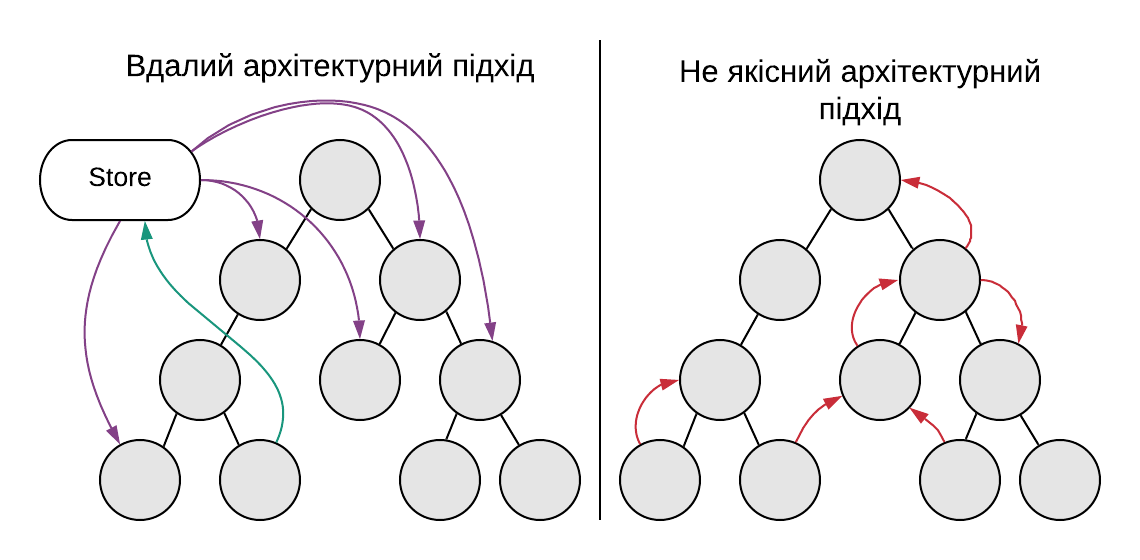 Вдалий архітектурний підхід
Не якісний архітектурний
підхід
Store